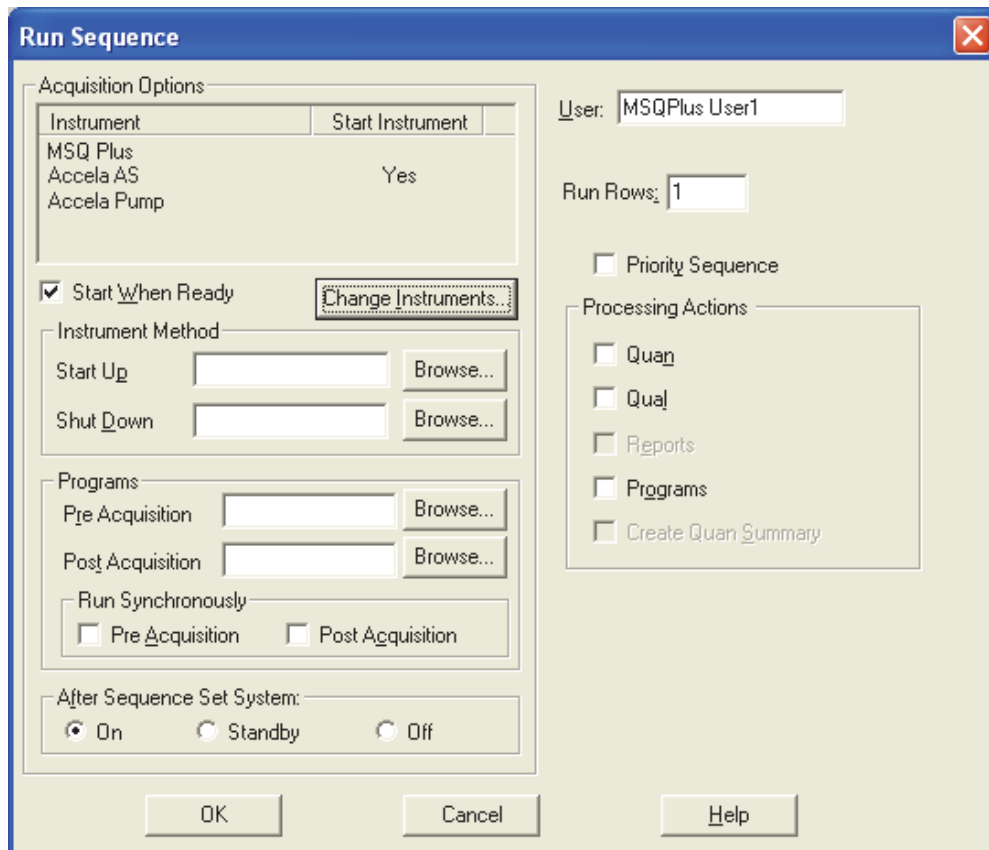 Run Sequence
Acquisition Options
Instrument Start Instrument
MSQ Plus
Accela AS Yes
Accela Pump
Start When Ready Change Instruments...
Instrument Method
Start Up Browse...
Shut Down Browse...
Programs
Pre Acquisition Browse...
Post Acquisition Browse...
Run Synchronously
Pre Acquisition Post Acquisition
After Sequence Set System:
On Standby Off
User: MSQPlus User1
Run Rows: 1
Priority Sequence
Processing Actions
Quan
Qual
Reports
Programs
Create Quan Summary
OK Cancel Help